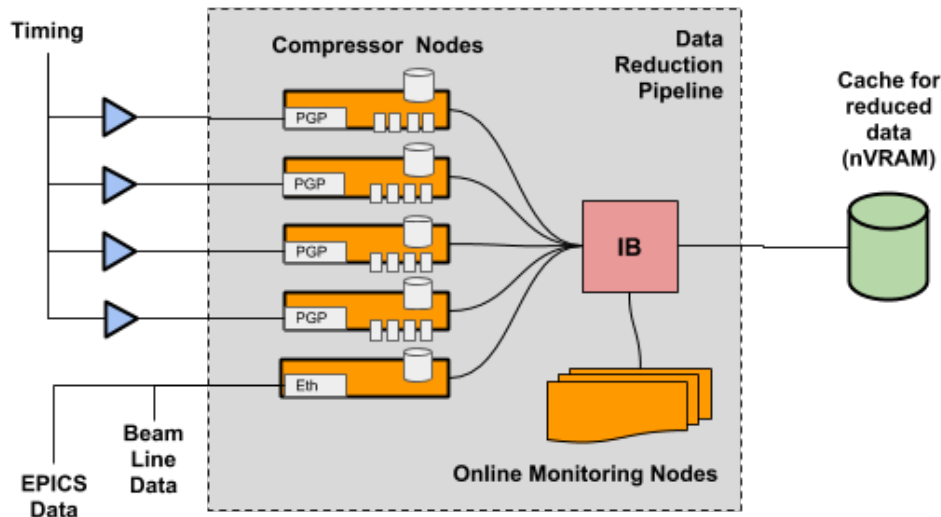 Timing
Compressor Nodes
Data
Reduction
Pipeline
Cache for
reduced
data
(nVRAM)
PGP
PGP
PGP
PGP
Eth
IB
Beam
Line
Data
EPICS
Data
Online Monitoring Nodes